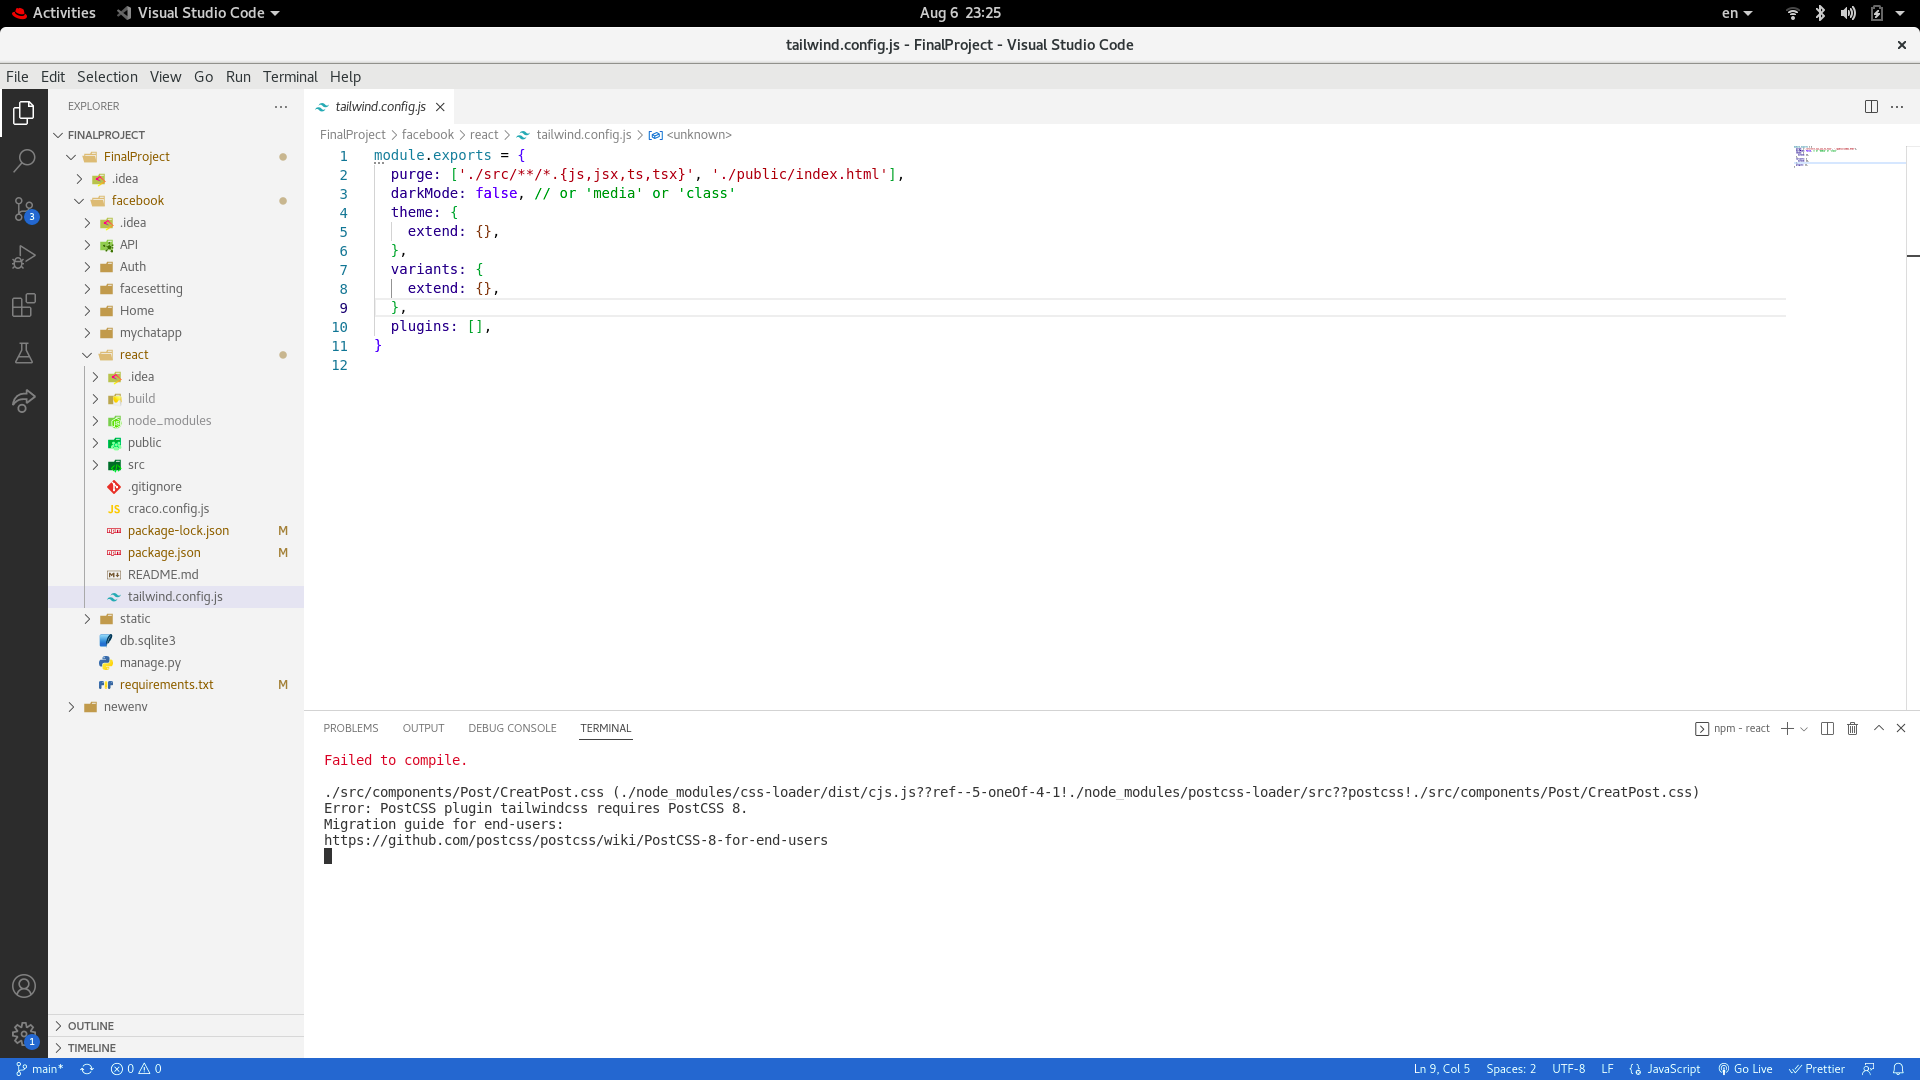 Activities Visual Studio Code Aug 6 23:25 en
tailwind.config.js - FinalProject - Visual Studio Code
File Edit Selection View Go Run Terminal Help
EXPLORER
FINALPROJECT
FinalProject
.idea
facebook
.idea
API
Auth
facesetting
Home
mychatapp
react
.idea
build
node_modules
public
src
.gitignore
JS craco.config.js
package-lock.json M
package.json M
README.md
tailwind.config.js
static
db.sqlite3
manage.py
requirements.txt M
newenv
OUTLINE
TIMELINE
3
1
tailwind.config.js
FinalProject > facebook > react > tailwind.config.js > <unknown>
1 module.exports = {
2 purge: ['./src/**/*.{js,jsx,ts,tsx}', './public/index.html'],
3 darkMode: false, // or 'media' or 'class'
4 theme: {
5 extend: {},
6 },
7 variants: {
8 extend: {},
9 },
10 plugins: [],
11 }
12
PROBLEMS OUTPUT DEBUG CONSOLE TERMINAL npm - react
Failed to compile.
./src/components/Post/CreatPost.css (./node_modules/css-loader/dist/cjs.js??ref--5-oneOf-4-1!./node_modules/postcss-loader/src??postcss!./src/components/Post/CreatPost.css)
Error: PostCSS plugin tailwindcss requires PostCSS 8.
Migration guide for end-users:
https://github.com/postcss/postcss/wiki/PostCSS-8-for-end-users
main* 0 0 Ln 9, Col 5 Spaces: 2 UTF-8 LF {} JavaScript Go Live Prettier